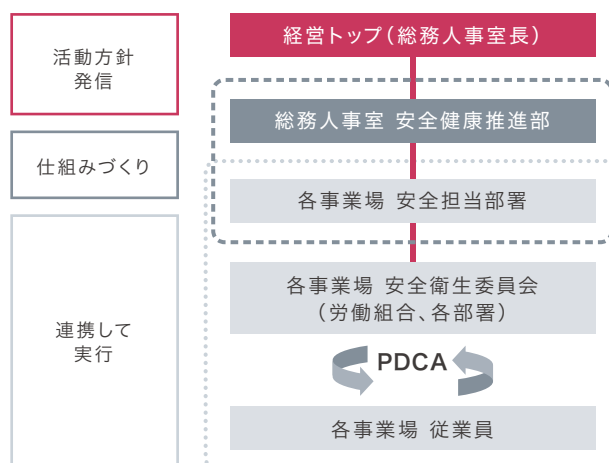 活動方針
発信
仕組みづくり
連携して
実行
経営トップ（総務人事室長）
総務人事室 安全健康推進部
各事業場 安全担当部署
各事業場 安全衛生委員会
（労働組合、各部署）
PDCA
各事業場 従業員